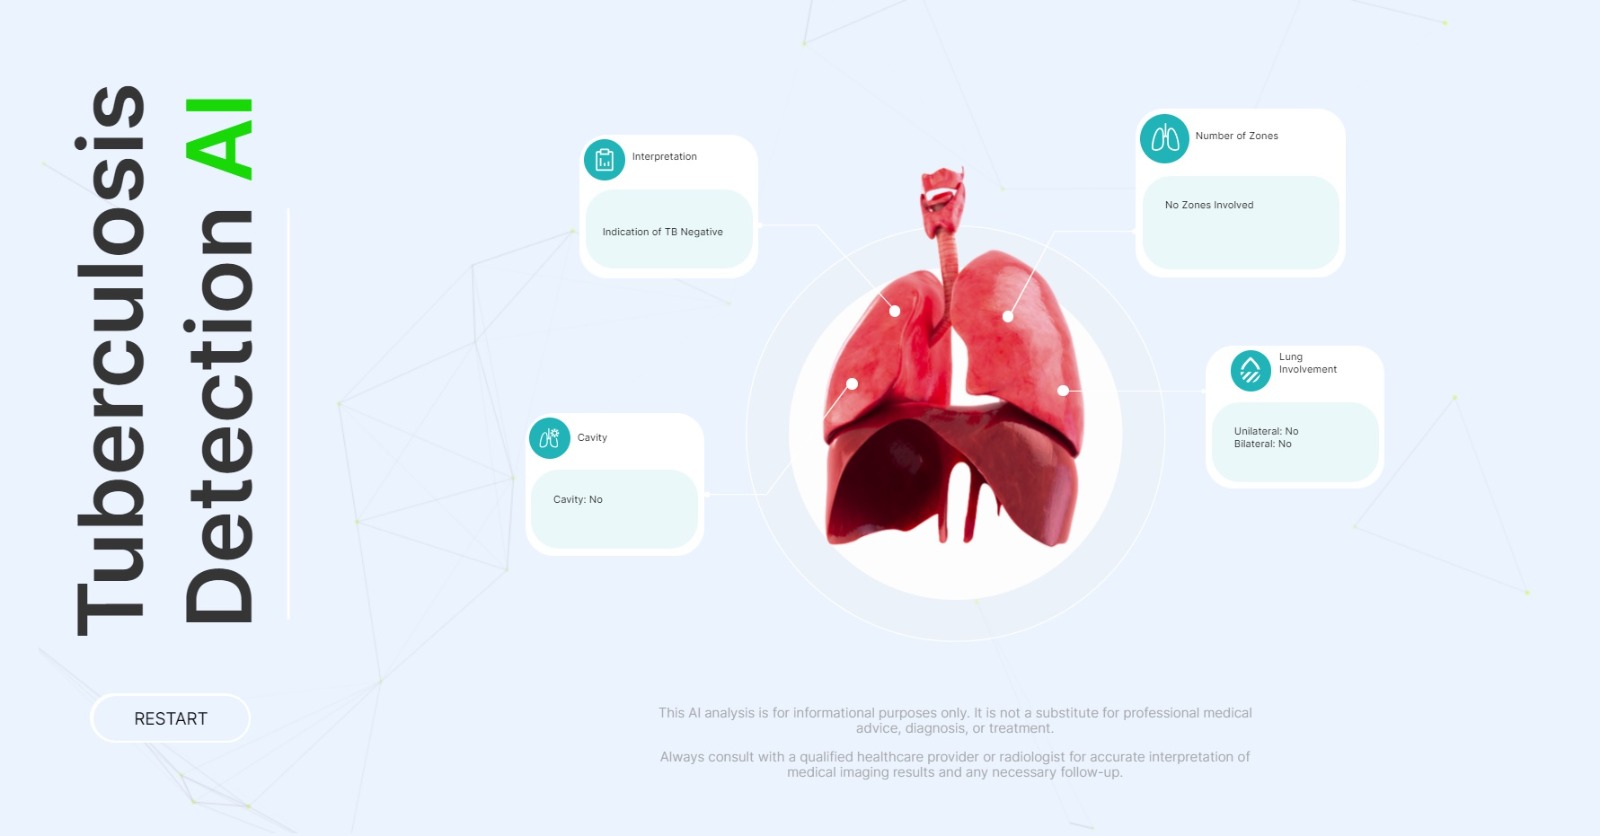 Tuberculosis
Detection AI
Interpretation
Indication of TB Negative
Number of Zones
No Zones Involved
Cavity
Cavity: No
Lung
Involvement
Unilateral: No
Bilateral: No
RESTART
This AI analysis is for informational purposes only. It is not a substitute for professional medical
advice, diagnosis, or treatment.
Always consult with a qualified healthcare provider or radiologist for accurate interpretation of
medical imaging results and any necessary follow-up.